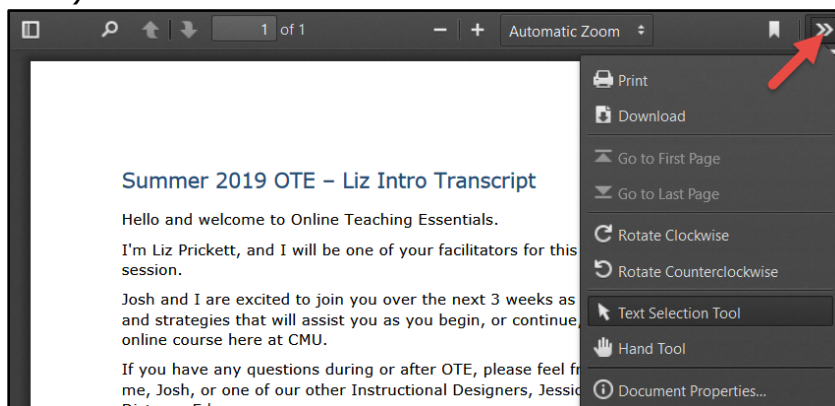 1 of 1
Automatic Zoom
Print
Download
Go to First Page
Go to Last Page
Rotate Clockwise
Rotate Counterclockwise
Text Selection Tool
Hand Tool
Document Properties...
Summer 2019 OTE – Liz Intro Transcript
Hello and welcome to Online Teaching Essentials.
I'm Liz Prickett, and I will be one of your facilitators for this
session.
Josh and I are excited to join you over the next 3 weeks as
and strategies that will assist you as you begin, or continue,
online course here at CMU.
If you have any questions during or after OTE, please feel
me, Josh, or one of our other Instructional Designers,